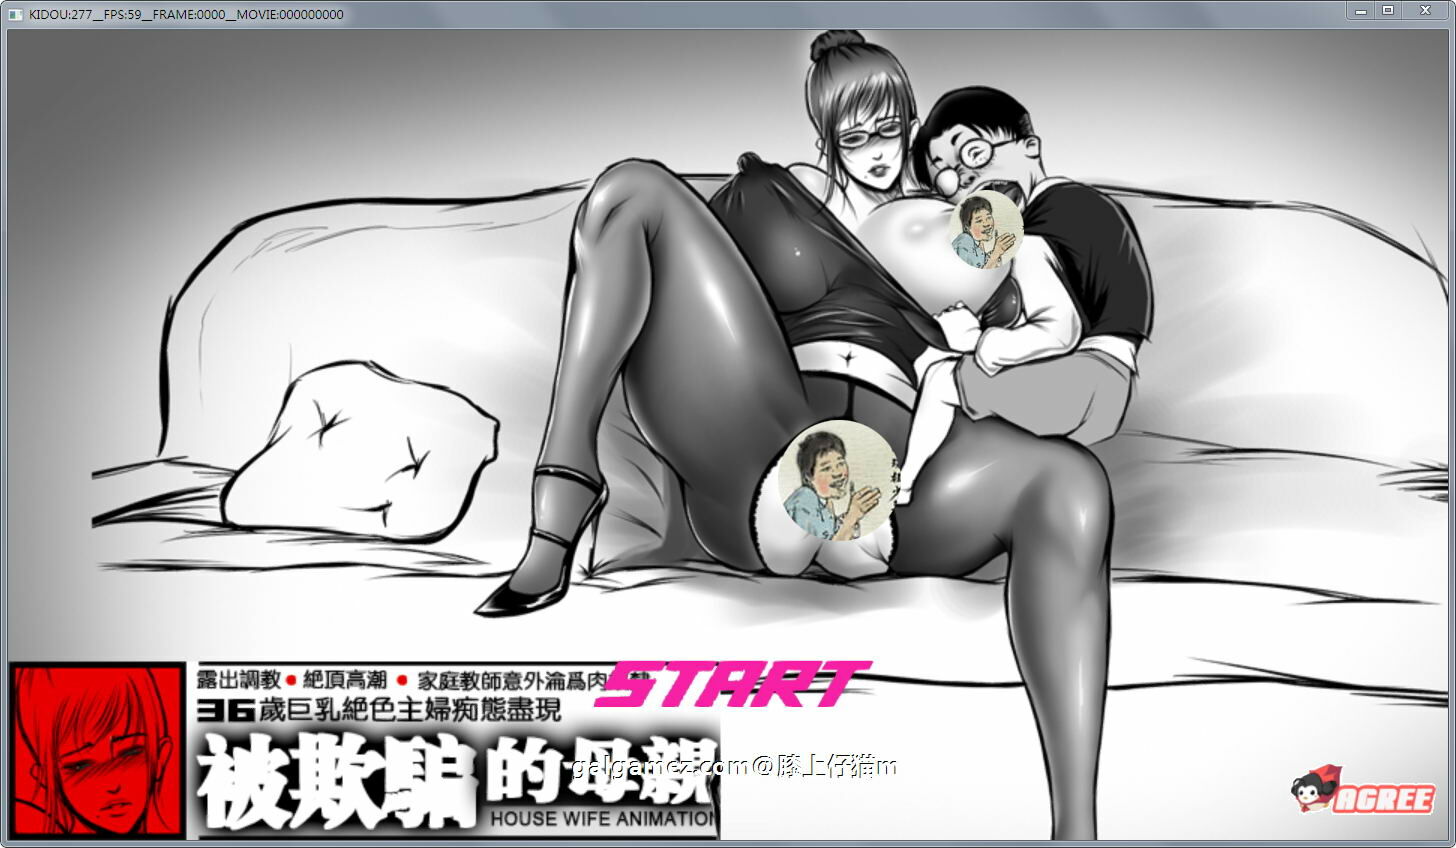 KIDOU:277__FPS:59__FRAME:0000__MOVIE:000000000
露出調教●絕頂高潮 ● 家庭教師意外淪爲肉
START
36歲巨乳絕色主婦痴態盡現
被欺騙的母親
galgamez.com@膝上仔猫m
HOUSE WIFE ANIMATION
AGREE